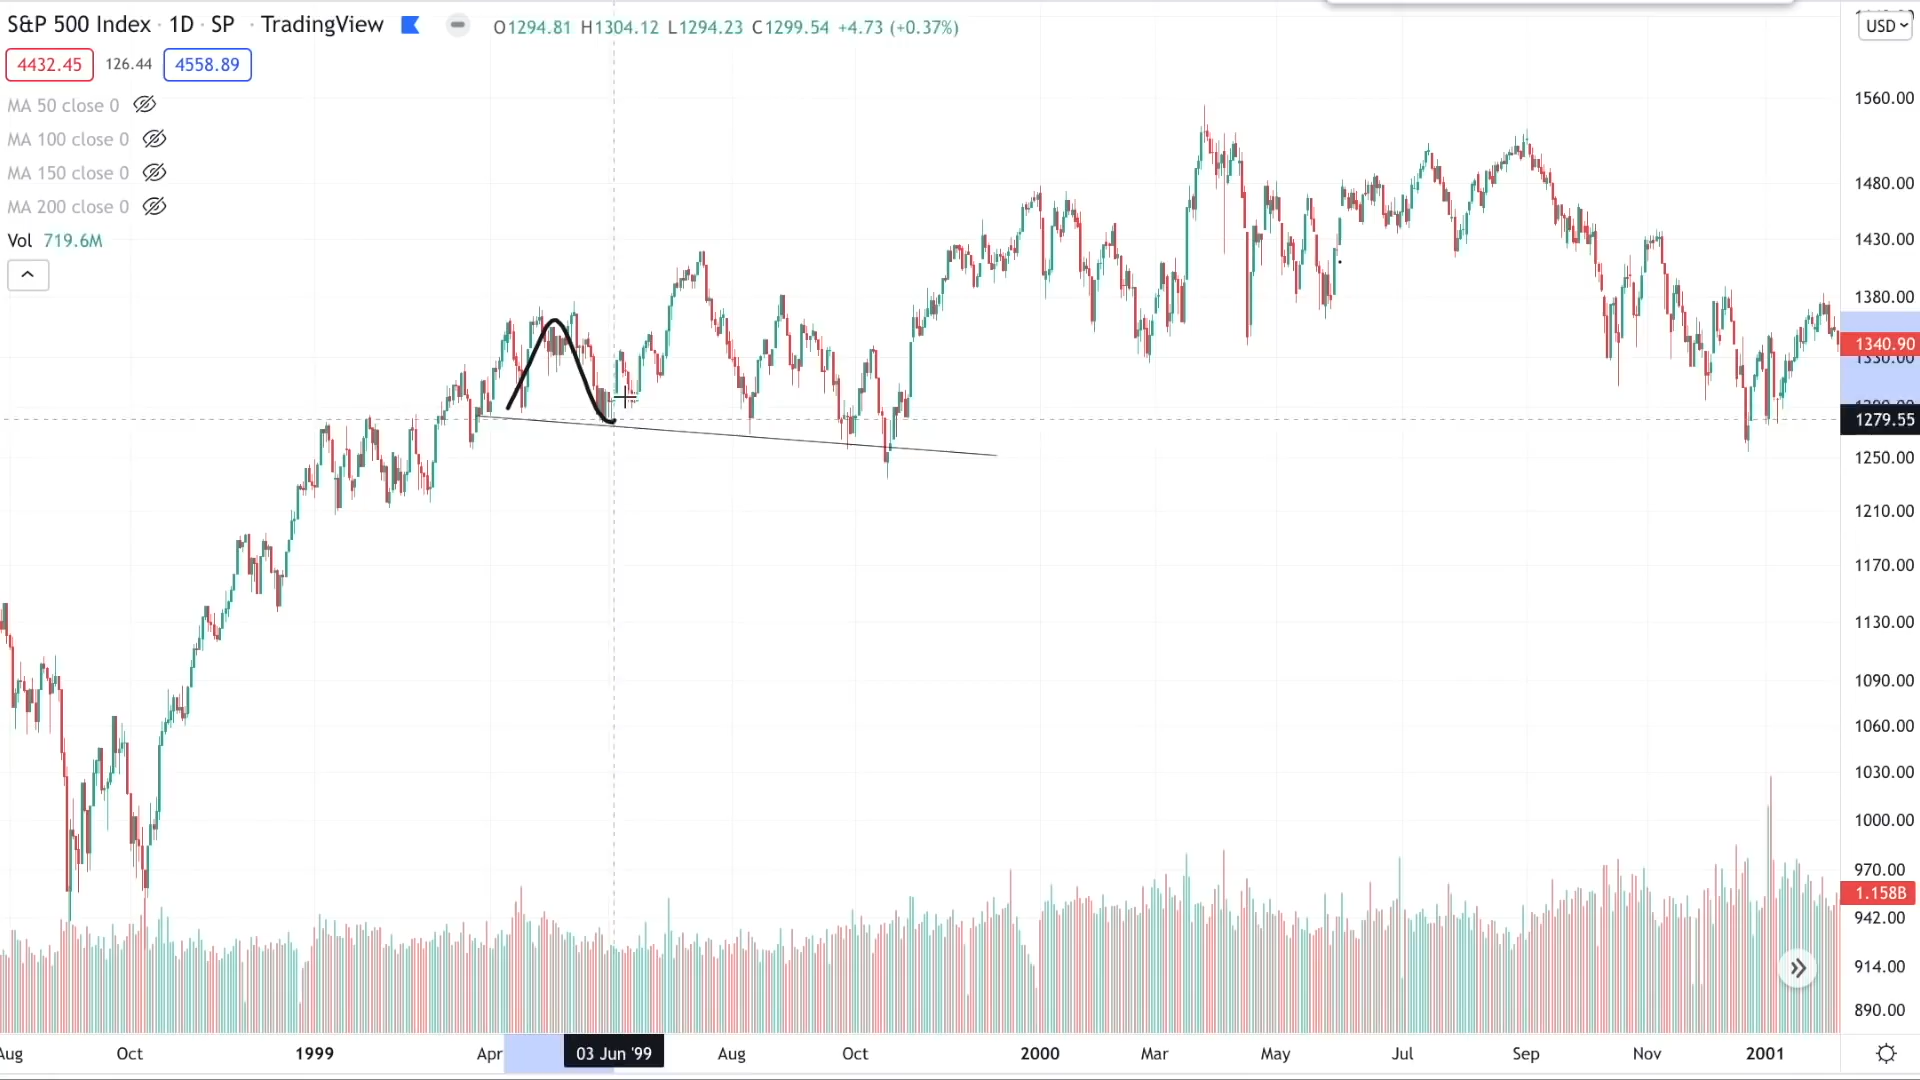 S&P 500 Index · 1D · SP · TradingView O1294.81 H1304.12 L1294.23 C1299.54 +4.73 (+0.37%)
USD
4432.45 126.44 4558.89
MA 50 close 0
MA 100 close 0
MA 150 close 0
MA 200 close 0
Vol 719.6M
1560.00
1480.00
1430.00
1380.00
1340.90
1330.00
1279.55
1250.00
1210.00
1170.00
1130.00
1090.00
1060.00
1030.00
1000.00
970.00
1.158B
942.00
914.00
890.00
Aug Oct 1999 Apr 03 Jun '99 Aug Oct 2000 Mar May Jul Sep Nov 2001